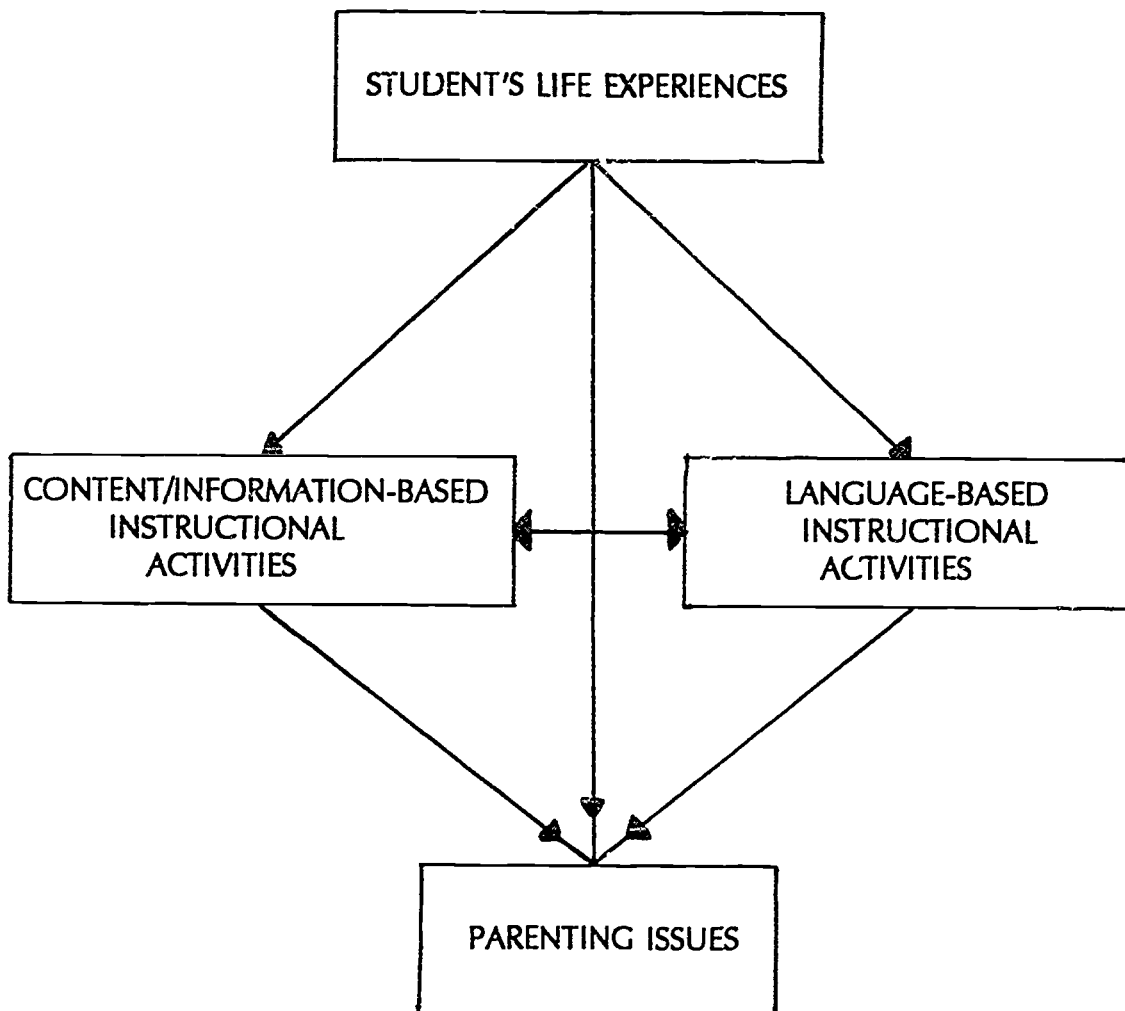 STUDENT'S LIFE EXPERIENCES
CONTENT/INFORMATION-BASED
INSTRUCTIONAL
ACTIVITIES
LANGUAGE-BASED
INSTRUCTIONAL
ACTIVITIES
PARENTING ISSUES